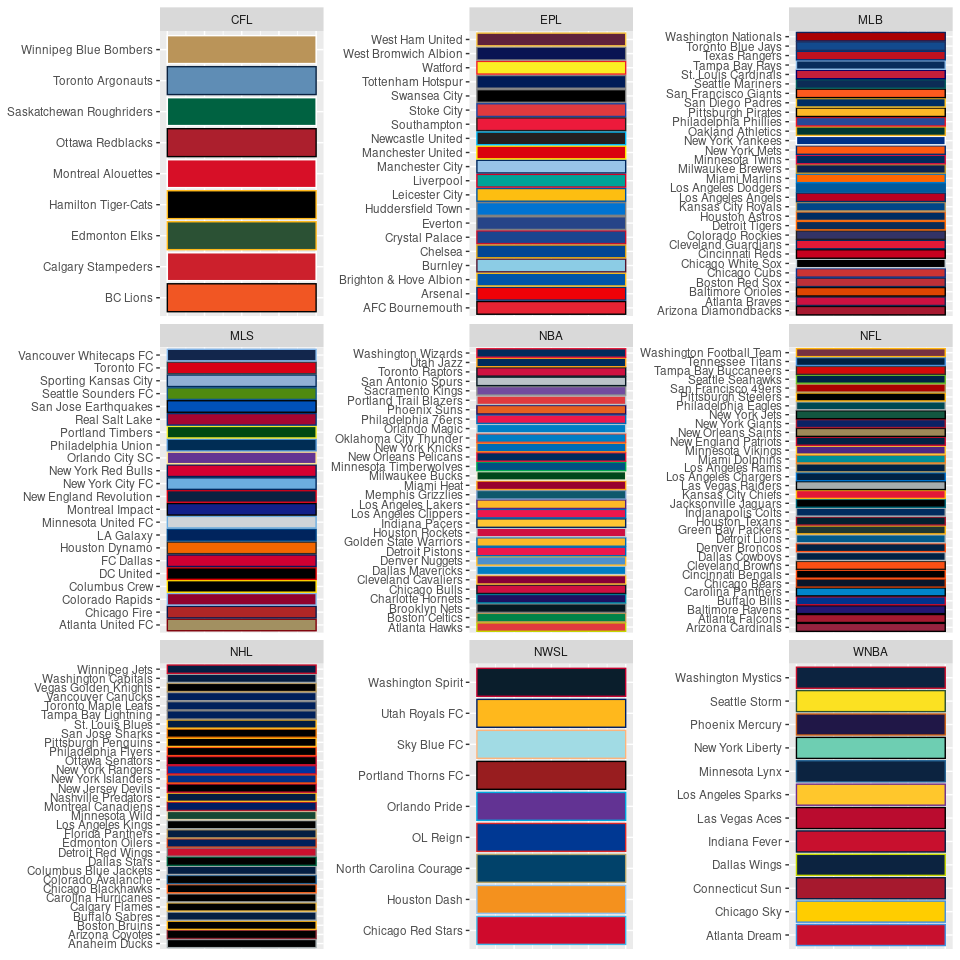 CFL
Winnipeg Blue Bombers
Toronto Argonauts
Saskatchewan Roughriders
Ottawa Redblacks
Montreal Alouettes
Hamilton Tiger-Cats
Edmonton Elks
Calgary Stampeders
BC Lions
EPL
West Ham United
West Bromwich Albion
Watford
Tottenham Hotspur
Swansea City
Stoke City
Southampton
Newcastle United
Manchester United
Manchester City
Liverpool
Leicester City
Huddersfield Town
Everton
Crystal Palace
Chelsea
Burnley
Brighton & Hove Albion
Arsenal
AFC Bournemouth
MLB
Washington Nationals
Toronto Blue Jays
Texas Rangers
Tampa Bay Rays
St. Louis Cardinals
Seattle Mariners
San Francisco Giants
San Diego Padres
Pittsburgh Pirates
Philadelphia Phillies
Oakland Athletics
New York Yankees
New York Mets
Minnesota Twins
Milwaukee Brewers
Miami Marlins
Los Angeles Dodgers
Los Angeles Angels
Kansas City Royals
Houston Astros
Detroit Tigers
Colorado Rockies
Cleveland Guardians
Cincinnati Reds
Chicago White Sox
Chicago Cubs
Boston Red Sox
Baltimore Orioles
Atlanta Braves
Arizona Diamondbacks
MLS
Vancouver Whitecaps FC
Toronto FC
Sporting Kansas City
Seattle Sounders FC
San Jose Earthquakes
Real Salt Lake
Portland Timbers
Philadelphia Union
Orlando City SC
New York Red Bulls
New York City FC
New England Revolution
Montreal Impact
Minnesota United FC
LA Galaxy
Houston Dynamo
FC Dallas
DC United
Columbus Crew
Colorado Rapids
Chicago Fire
Atlanta United FC
NBA
Washington Wizards
Utah Jazz
Toronto Raptors
San Antonio Spurs
Sacramento Kings
Portland Trail Blazers
Phoenix Suns
Philadelphia 76ers
Orlando Magic
Oklahoma City Thunder
New York Knicks
New Orleans Pelicans
Minnesota Timberwolves
Milwaukee Bucks
Miami Heat
Memphis Grizzlies
Los Angeles Lakers
Los Angeles Clippers
Indiana Pacers
Houston Rockets
Golden State Warriors
Detroit Pistons
Denver Nuggets
Dallas Mavericks
Cleveland Cavaliers
Chicago Bulls
Charlotte Hornets
Brooklyn Nets
Boston Celtics
Atlanta Hawks
NFL
Washington Football Team
Tennessee Titans
Tampa Bay Buccaneers
Seattle Seahawks
San Francisco 49ers
Pittsburgh Steelers
Philadelphia Eagles
New York Jets
New York Giants
New Orleans Saints
New England Patriots
Minnesota Vikings
Miami Dolphins
Los Angeles Rams
Los Angeles Chargers
Las Vegas Raiders
Kansas City Chiefs
Jacksonville Jaguars
Indianapolis Colts
Houston Texans
Green Bay Packers
Detroit Lions
Denver Broncos
Dallas Cowboys
Cleveland Browns
Cincinnati Bengals
Chicago Bears
Carolina Panthers
Buffalo Bills
Baltimore Ravens
Atlanta Falcons
Arizona Cardinals
NHL
Winnipeg Jets
Washington Capitals
Vegas Golden Knights
Vancouver Canucks
Toronto Maple Leafs
Tampa Bay Lightning
St. Louis Blues
San Jose Sharks
Pittsburgh Penguins
Philadelphia Flyers
Ottawa Senators
New York Rangers
New York Islanders
New Jersey Devils
Nashville Predators
Montreal Canadiens
Minnesota Wild
Los Angeles Kings
Florida Panthers
Edmonton Oilers
Detroit Red Wings
Dallas Stars
Columbus Blue Jackets
Colorado Avalanche
Chicago Blackhawks
Carolina Hurricanes
Calgary Flames
Buffalo Sabres
Boston Bruins
Arizona Coyotes
Anaheim Ducks
NWSL
Washington Spirit
Utah Royals FC
Sky Blue FC
Portland Thorns FC
Orlando Pride
OL Reign
North Carolina Courage
Houston Dash
Chicago Red Stars
WNBA
Washington Mystics
Seattle Storm
Phoenix Mercury
New York Liberty
Minnesota Lynx
Los Angeles Sparks
Las Vegas Aces
Indiana Fever
Dallas Wings
Connecticut Sun
Chicago Sky
Atlanta Dream